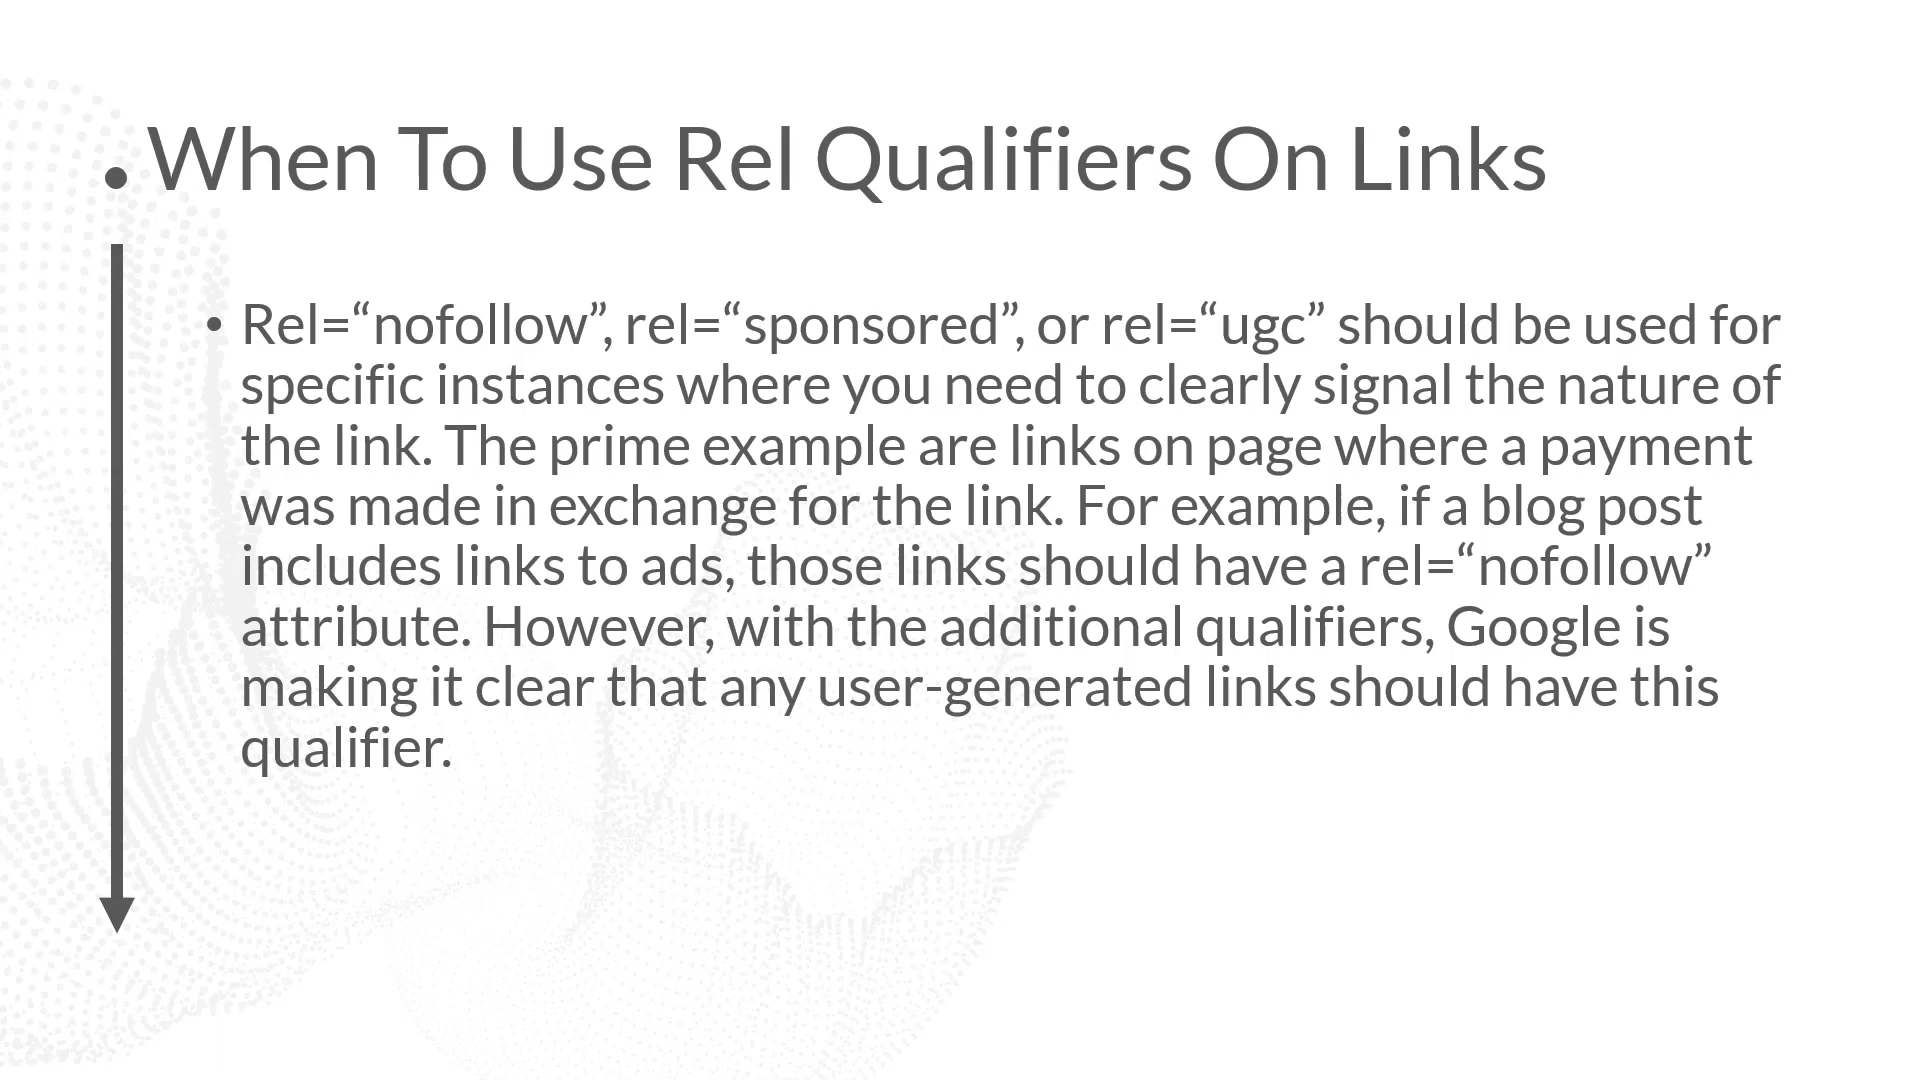 • When To Use Rel Qualifiers On Links
• Rel=“nofollow”, rel=“sponsored”, or rel=“ugc” should be used for
specific instances where you need to clearly signal the nature of
the link. The prime example are links on page where a payment
was made in exchange for the link. For example, if a blog post
includes links to ads, those links should have a rel=“nofollow”
attribute. However, with the additional qualifiers, Google is
making it clear that any user-generated links should have this
qualifier.